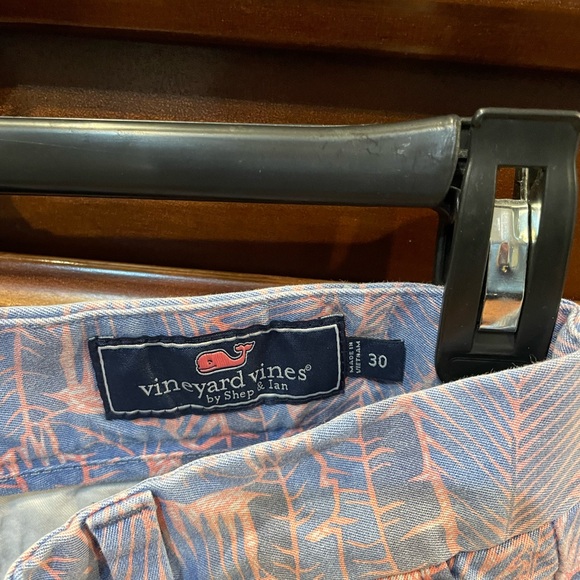 vineyard vines®
by Shep & Ian
MADE IN
VIETNAM
30